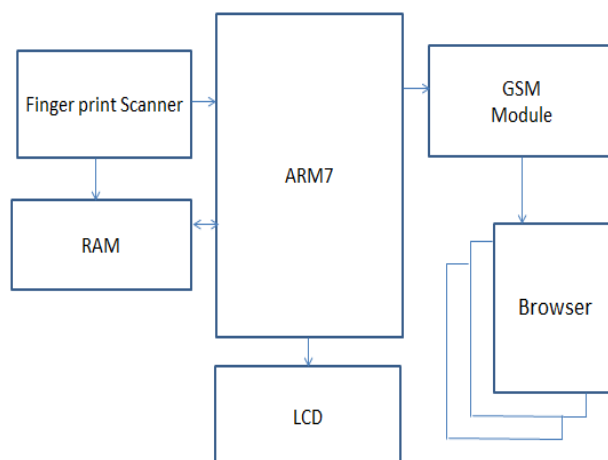 Finger print Scanner
RAM
ARM7
LCD
GSM
Module
Browser